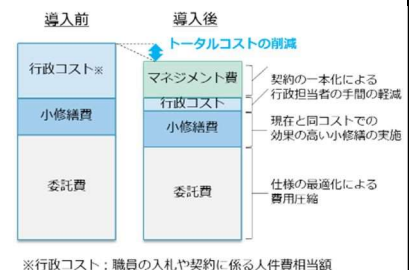 導入前
導入後
トータルコストの削減
行政コスト※
小修繕費
委託費
マネジメント費
行政コスト
小修繕費
委託費
契約の一本化による
行政担当者の手間の軽減
現在と同コストでの
効果の高い小修繕の実施
仕様の最適化による
費用圧縮
※行政コスト：職員の入札や契約に係る人件費相当額